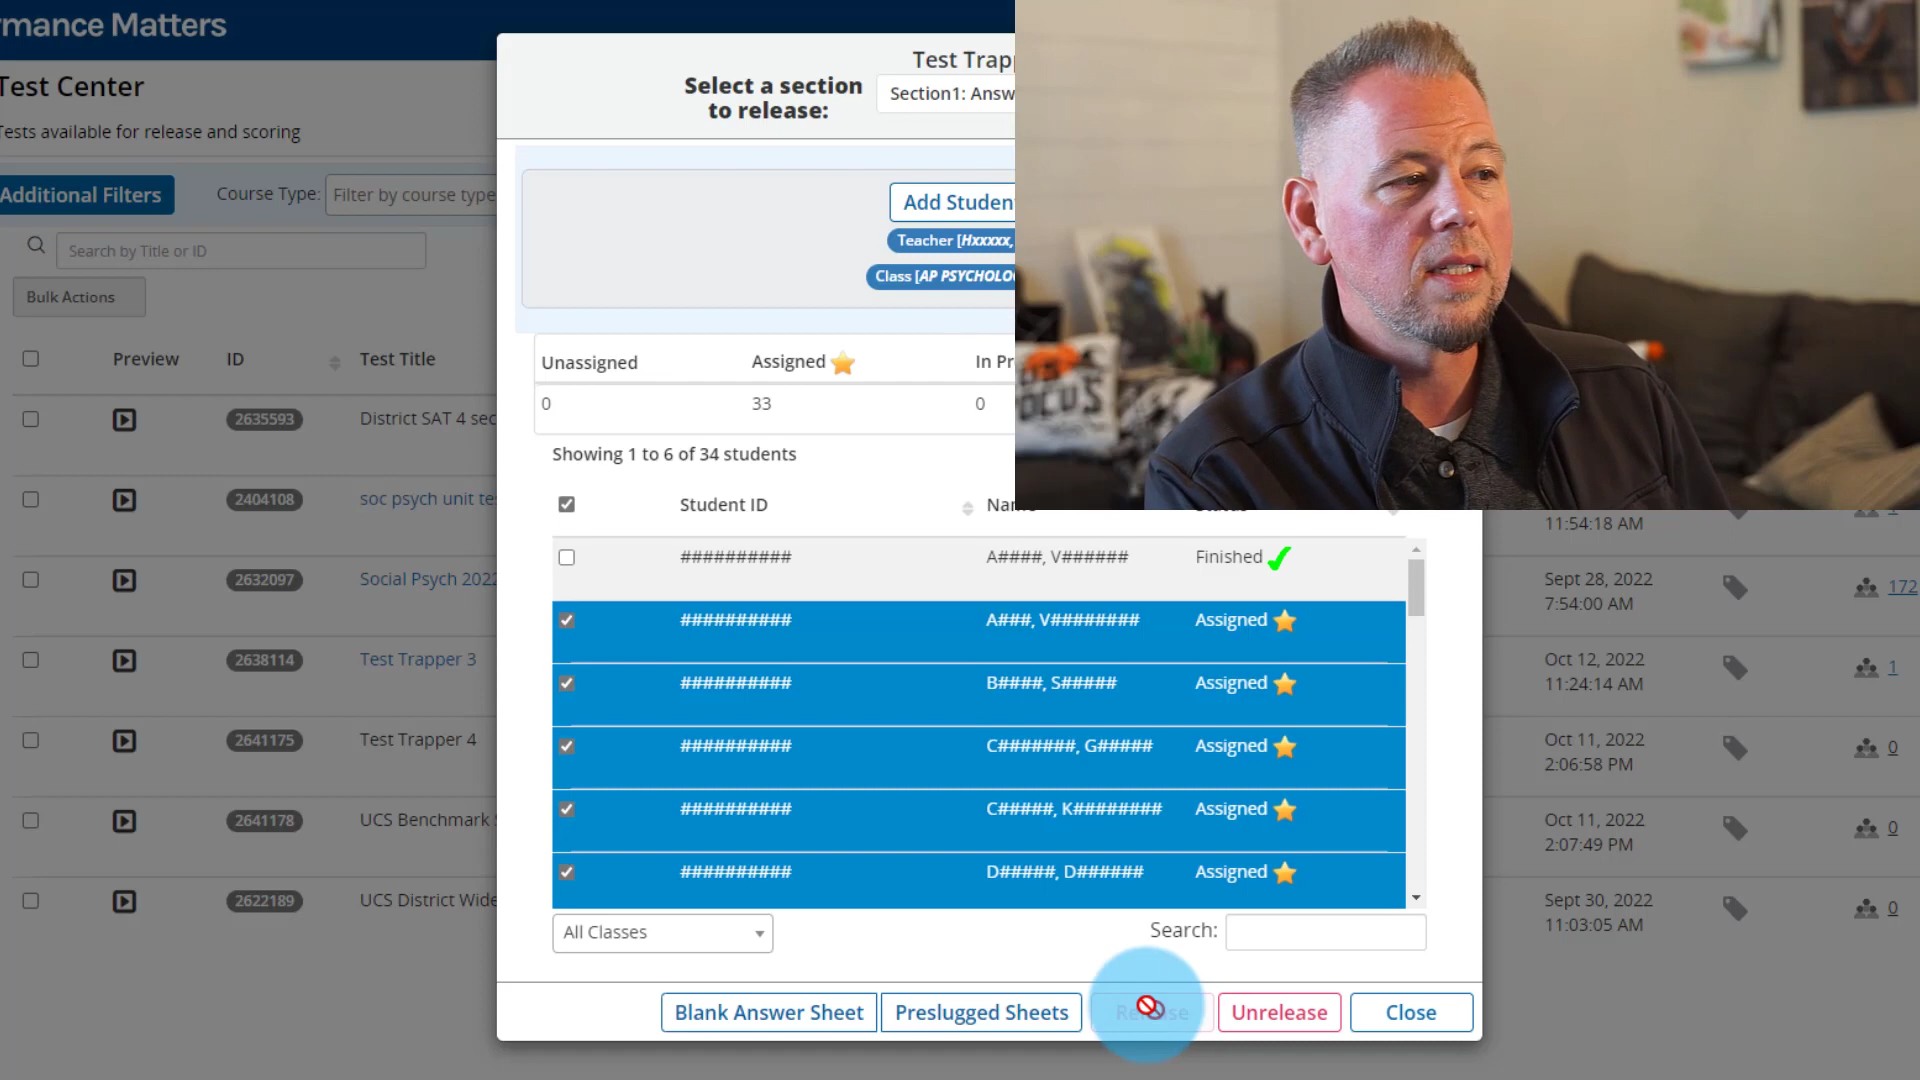 rmance Matters
Test Center
Tests available for release and scoring
Additional Filters
Course Type:
Filter by course type
Search by Title or ID
Bulk Actions
Preview
ID
Test Title
2635593
District SAT 4 sec
2404108
soc psych unit te
2632097
Social Psych 2022
2638114
Test Trapper 3
2641175
Test Trapper 4
2641178
UCS Benchmark
2622189
UCS District Wide
Test Trap
Select a section
to release:
Section1: Answ
Add Studen
Teacher [Hxxxxx,
Class [AP PSYCHOLO
Unassigned
Assigned
In Pr
0
33
0
Showing 1 to 6 of 34 students
Student ID
Name
Status
########## A####, V###### Finished
########## A###, V######## Assigned
########## B####, S##### Assigned
########## C#######, G##### Assigned
########## C#####, K######## Assigned
########## D#####, D###### Assigned
All Classes
Search:
Blank Answer Sheet
Preslugged Sheets
Release
Unrelease
Close
11:54:18 AM
Sept 28, 2022
7:54:00 AM
172
Oct 12, 2022
11:24:14 AM
1
Oct 11, 2022
2:06:58 PM
0
Oct 11, 2022
2:07:49 PM
0
Sept 30, 2022
11:03:05 AM
0
OCUS